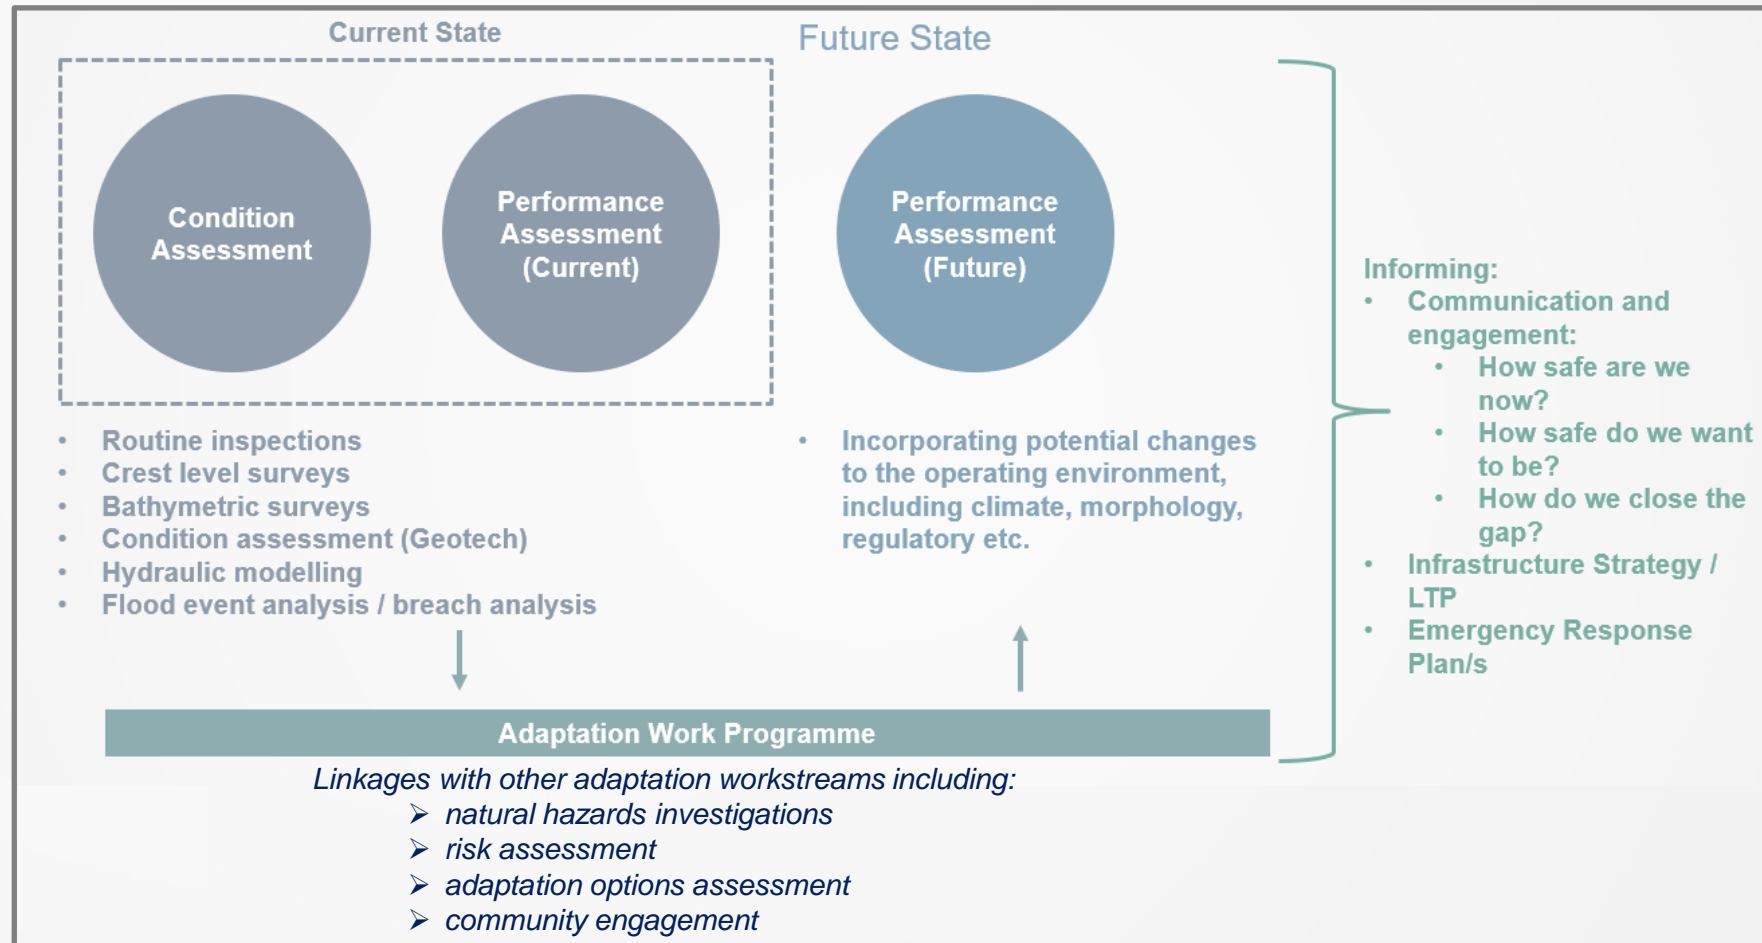 Current State
Future State
Condition
Assessment
Performance
Assessment
(Current)
Performance
Assessment
(Future)
• Routine inspections
• Crest level surveys
• Bathymetric surveys
• Condition assessment (Geotech)
• Hydraulic modelling
• Flood event analysis / breach analysis
• Incorporating potential changes
to the operating environment,
including climate, morphology,
regulatory etc.
Informing:
• Communication and
engagement:
• How safe are we
now?
• How safe do we want
to be?
• How do we close the
gap?
• Infrastructure Strategy /
LTP
• Emergency Response
Plan/s
Adaptation Work Programme
Linkages with other adaptation workstreams including:
➢ natural hazards investigations
➢ risk assessment
➢ adaptation options assessment
➢ community engagement